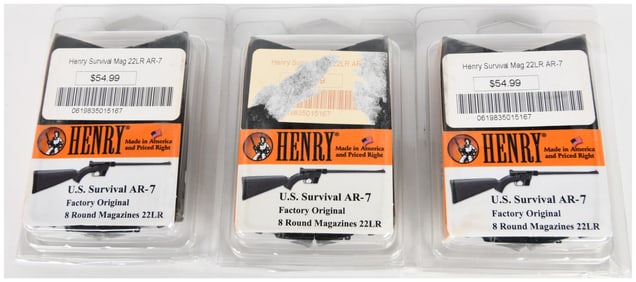 Henry Survival Mag 22LR AR-7
$54.99
0619835015167
HENRY
Made in America
and Priced Right
U.S. Survival AR-7
Factory Original
8 Round Magazines 22LR
Henry Survival
HENRY
Made in America
and Priced Right
U.S. Survival AR-7
Factory Original
8 Round Magazines 22LR
Henry Survival Mag 22LR AR-7
$54.99
0619835015167
HENRY
Made in America
and Priced Right
U.S. Survival AR-7
Factory Original
8 Round Magazines 22LR